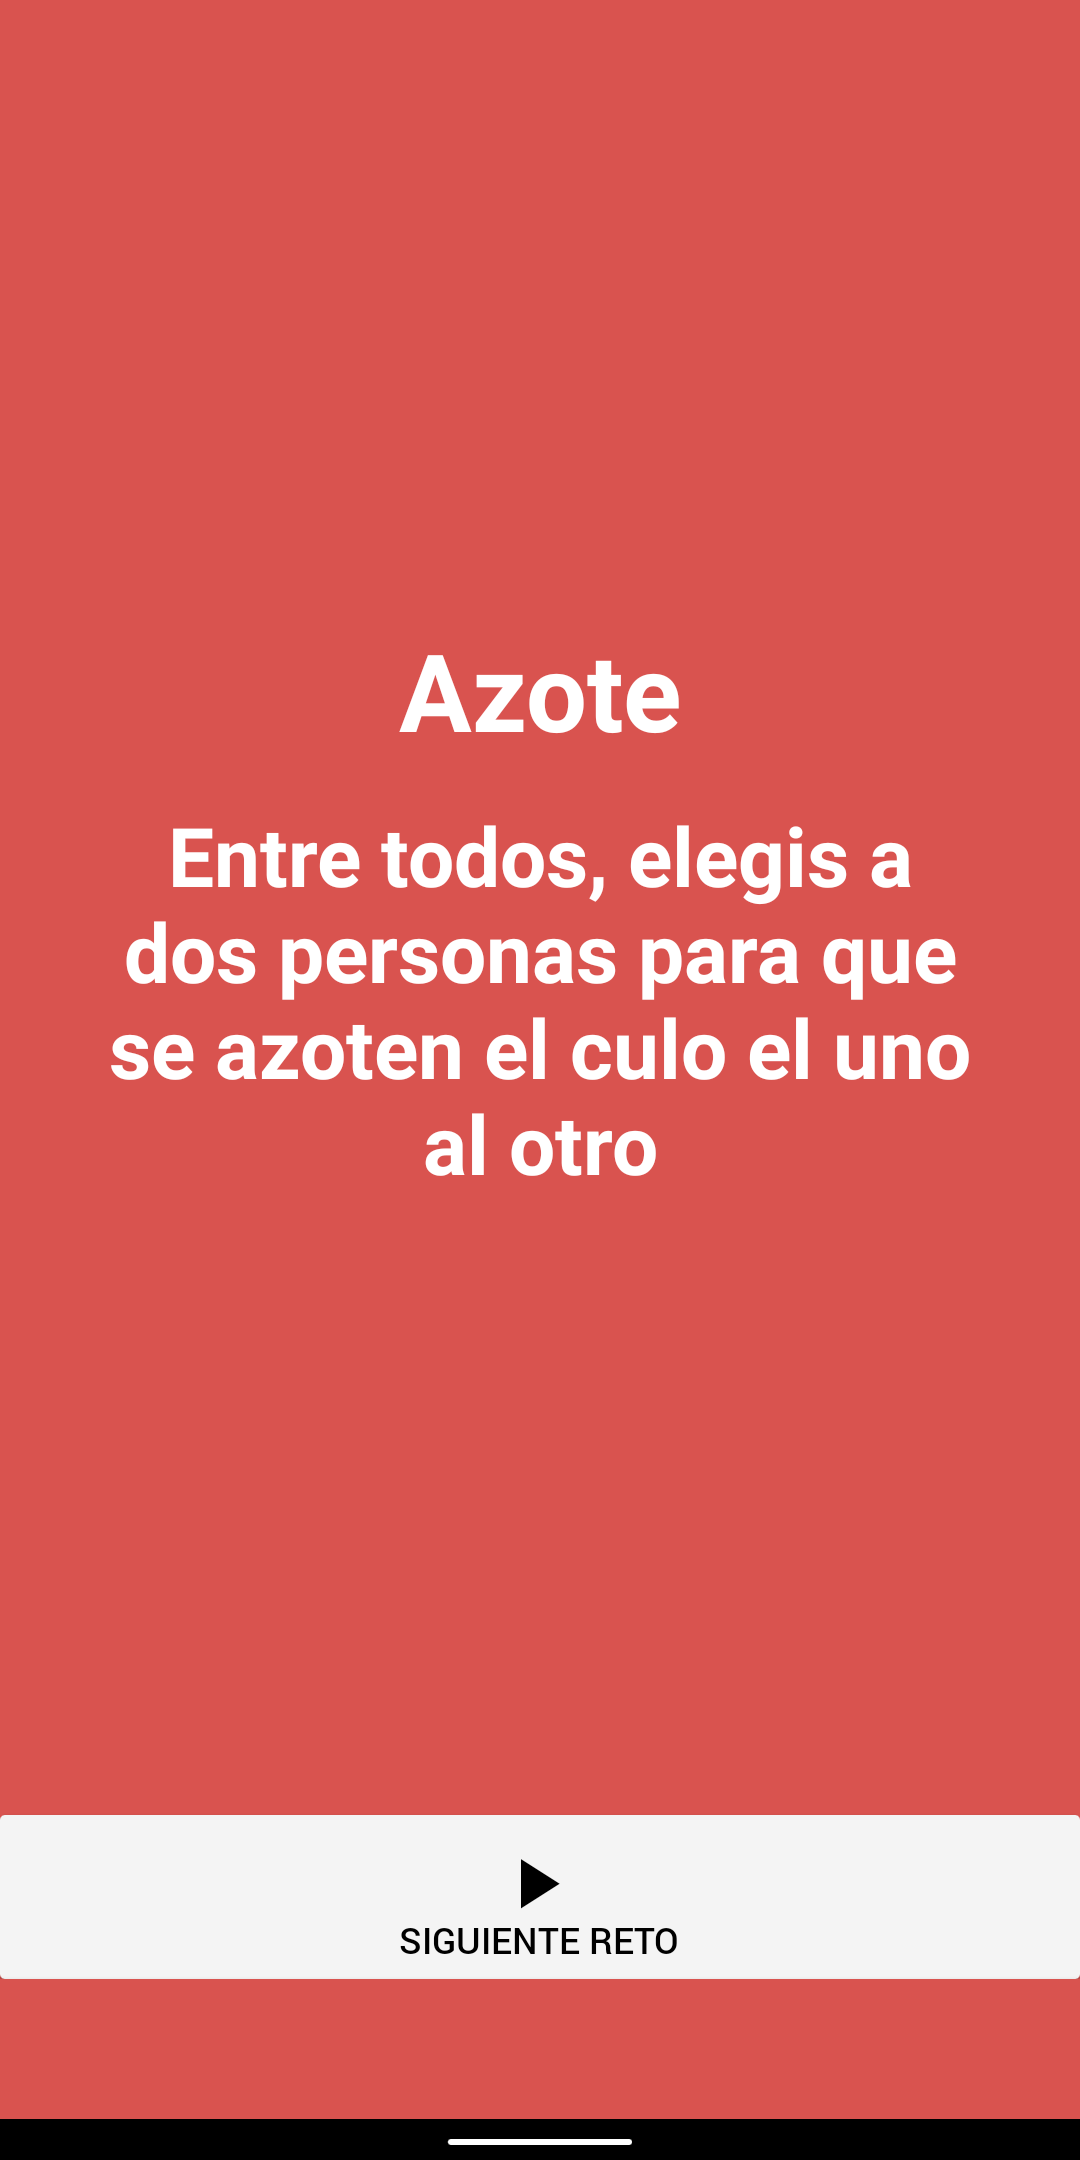 Azote
Entre todos, elegis a
dos personas para que
se azoten el culo el uno
al otro
SIGUIENTE RETO